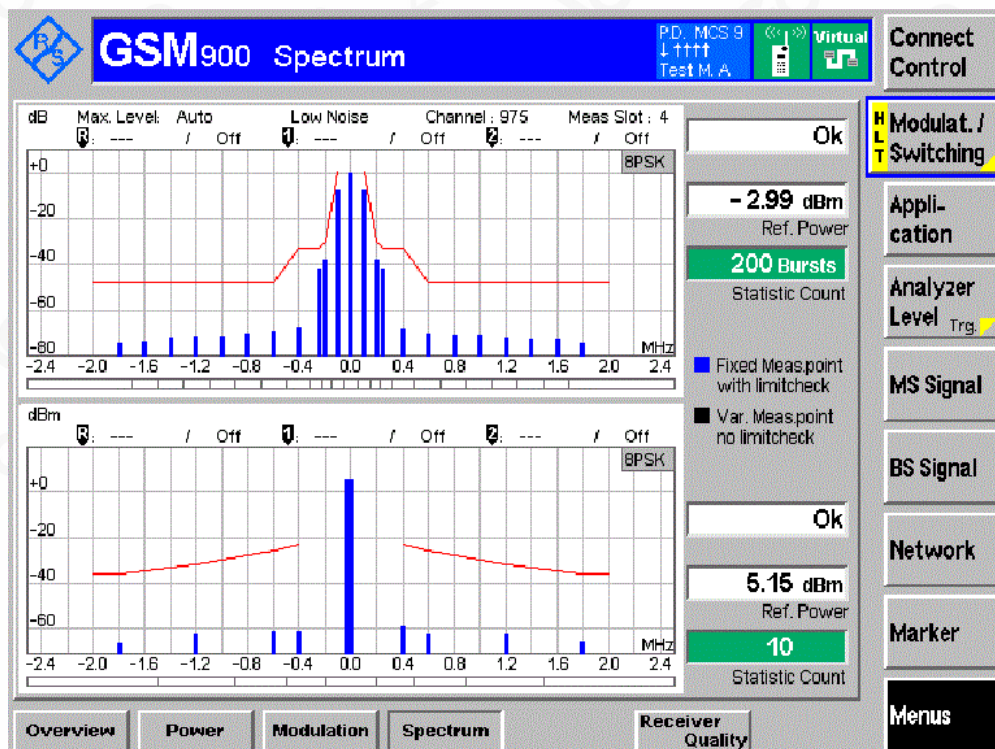 R/S
GSM900 Spectrum
P.D. MCS 9
↓ ↑↑↑↑
Test M. A.
Virtual
Connect Control
dB Max. Level: Auto Low Noise Channel : 975 Meas Slot : 4
R: --- / Off 1: --- / Off 2: --- / Off
8PSK
+0
-20
-40
-60
-80
MHz
-2.4 -2.0 -1.6 -1.2 -0.8 -0.4 0.0 0.4 0.8 1.2 1.6 2.0 2.4
Ok
- 2.99 dBm
Ref. Power
200 Bursts
Statistic Count
Fixed Meas.point
with limitcheck
Var. Meas.point
no limitcheck
dBm
R: --- / Off 1: --- / Off 2: --- / Off
8PSK
+0
-20
-40
-60
MHz
-2.4 -2.0 -1.6 -1.2 -0.8 -0.4 0.0 0.4 0.8 1.2 1.6 2.0 2.4
Ok
5.15 dBm
Ref. Power
10
Statistic Count
HLT
Modulat. /
Switching
Appli-
cation
Analyzer
Level Trg.
MS Signal
BS Signal
Network
Marker
Menus
Overview Power Modulation Spectrum Receiver
Quality